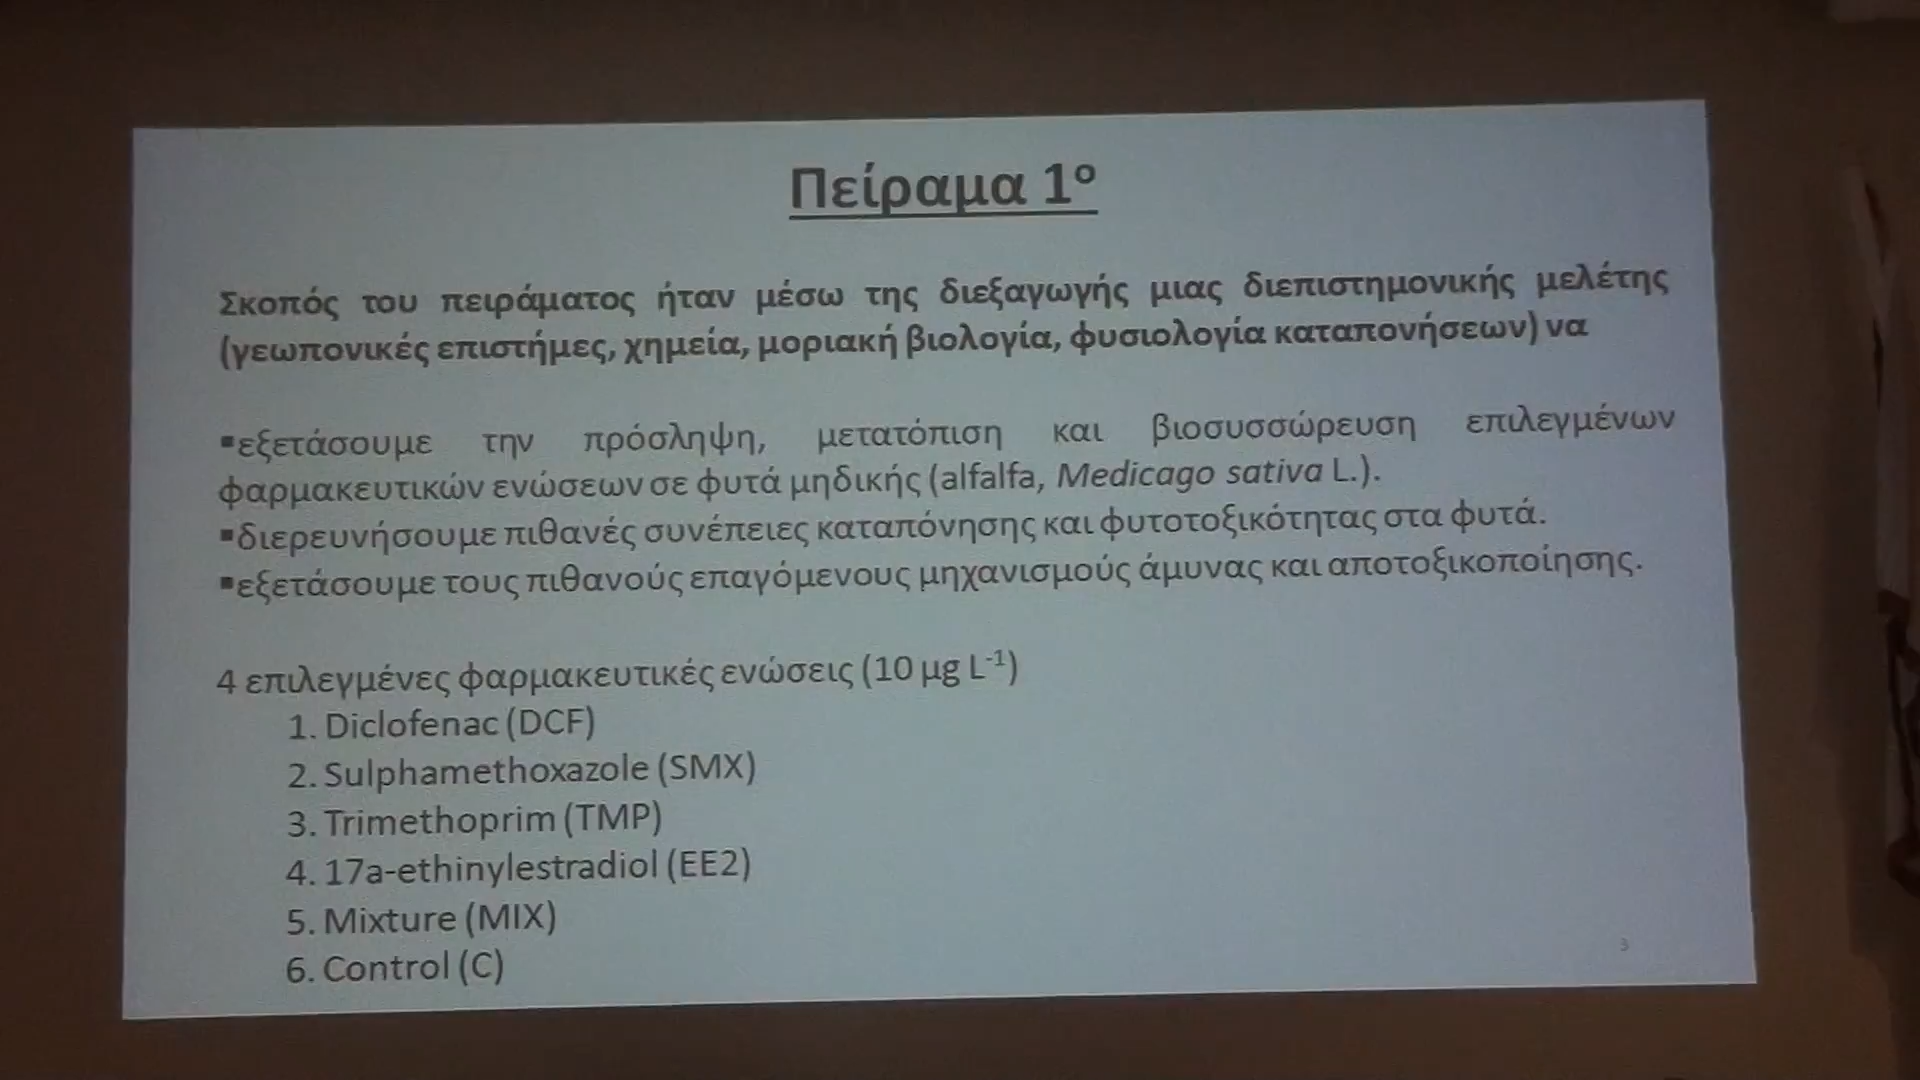 Πείραμα 1ο
Σκοπός του πειράματος ήταν μέσω της διεξαγωγής μιας διεπιστημονικής μελέτης
(γεωπονικές επιστήμες, χημεία, μοριακή βιολογία, φυσιολογία καταπονήσεων) να
▪εξετάσουμε την πρόσληψη, μετατόπιση και βιοσυσσώρευση επιλεγμένων
φαρμακευτικών ενώσεων σε φυτά μηδικής (alfalfa, Medicago sativa L.).
▪διερευνήσουμε πιθανές συνέπειες καταπόνησης και φυτοτοξικότητας στα φυτά.
▪εξετάσουμε τους πιθανούς επαγόμενους μηχανισμούς άμυνας και αποτοξικοποίησης.
4 επιλεγμένες φαρμακευτικές ενώσεις (10 μg L-1)
1. Diclofenac (DCF)
2. Sulphamethoxazole (SMX)
3. Trimethoprim (TMP)
4. 17a-ethinylestradiol (EE2)
5. Mixture (MIX)
6. Control (C)
3